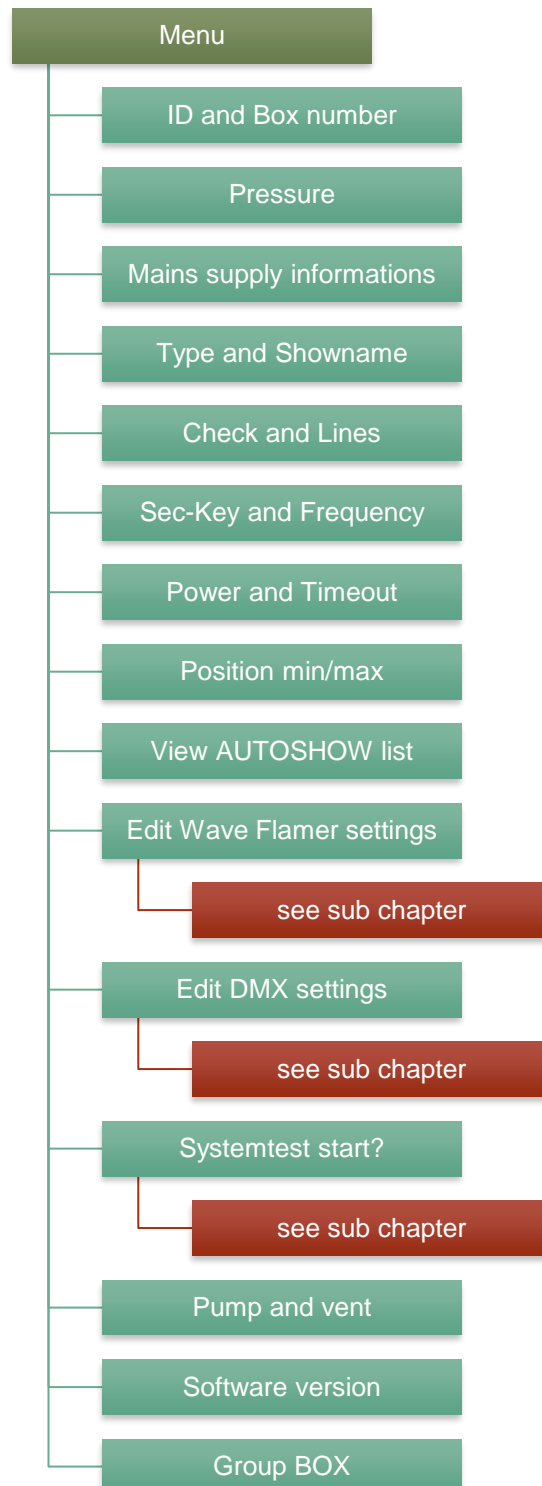 Menu
ID and Box number
Pressure
Mains supply informations
Type and Showname
Check and Lines
Sec-Key and Frequency
Power and Timeout
Position min/max
View AUTOSHOW list
Edit Wave Flamer settings
see sub chapter
Edit DMX settings
see sub chapter
Systemtest start?
see sub chapter
Pump and vent
Software version
Group BOX